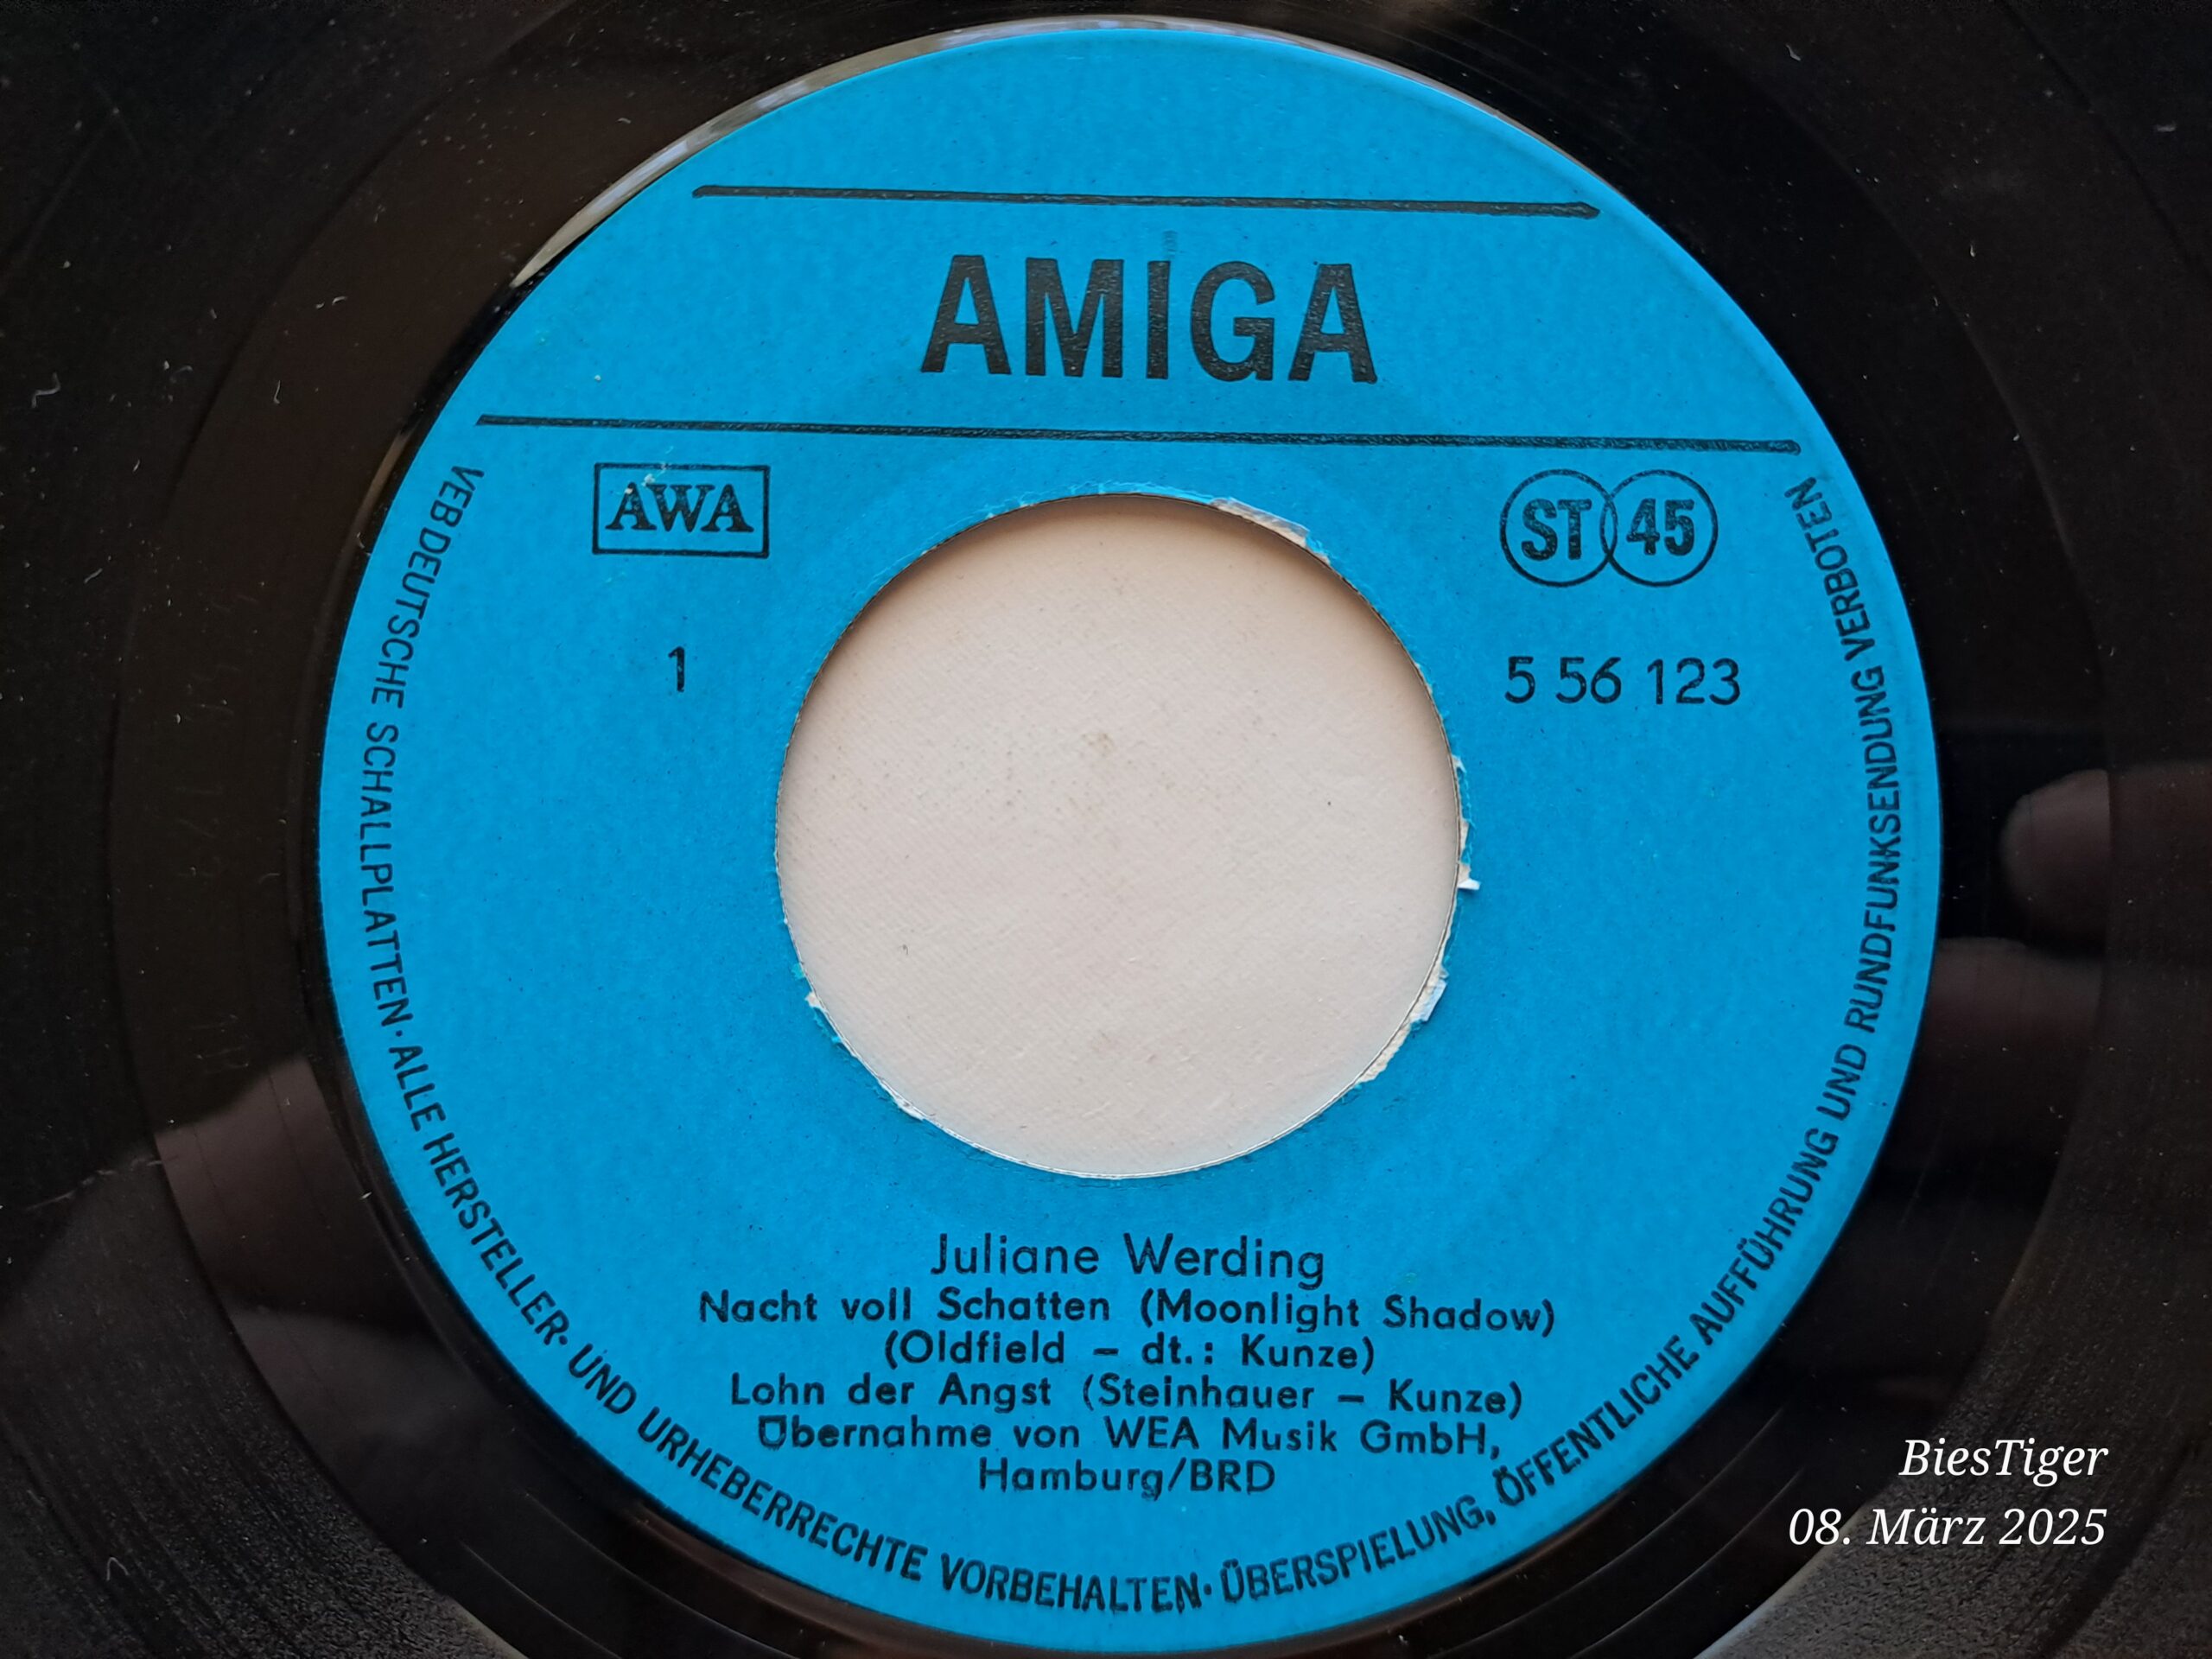 AMIGA
AWA
ST 45
1
5 56 123
Juliane Werding
Nacht voll Schatten (Moonlight Shadow)
(Oldfield – dt.: Kunze)
Lohn der Angst (Steinhauer – Kunze)
Übernahme von WEA Musik GmbH,
Hamburg/BRD
VEB DEUTSCHE SCHALLPLATTEN · ALLE HERSTELLER- UND URHEBERRECHTE VORBEHALTEN · ÜBERSPIELUNG, ÖFFENTLICHE AUFFÜHRUNG UND RUNDFUNKSENDUNG VERBOTEN
BiesTiger
08. März 2025